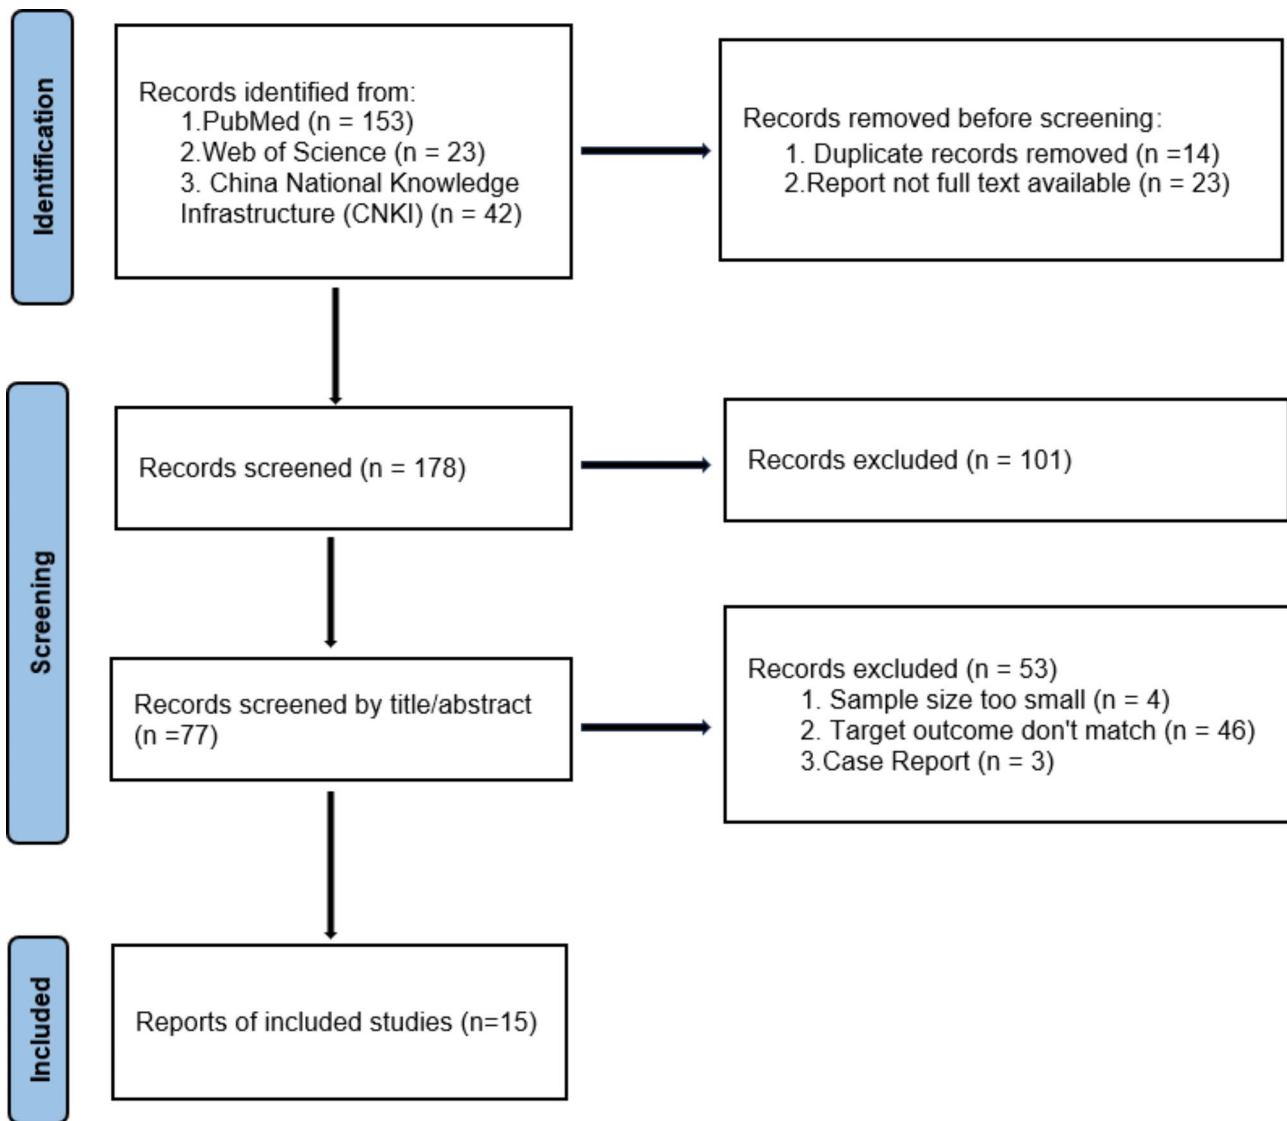 Identification
Records identified from:
1.PubMed (n = 153)
2.Web of Science (n = 23)
3. China National Knowledge
Infrastructure (CNKI) (n = 42)
Records removed before screening:
1. Duplicate records removed (n =14)
2.Report not full text available (n = 23)
Screening
Records screened (n = 178)
Records excluded (n = 101)
Records screened by title/abstract
(n =77)
Records excluded (n = 53)
1. Sample size too small (n = 4)
2. Target outcome don't match (n = 46)
3.Case Report (n = 3)
Included
Reports of included studies (n=15)